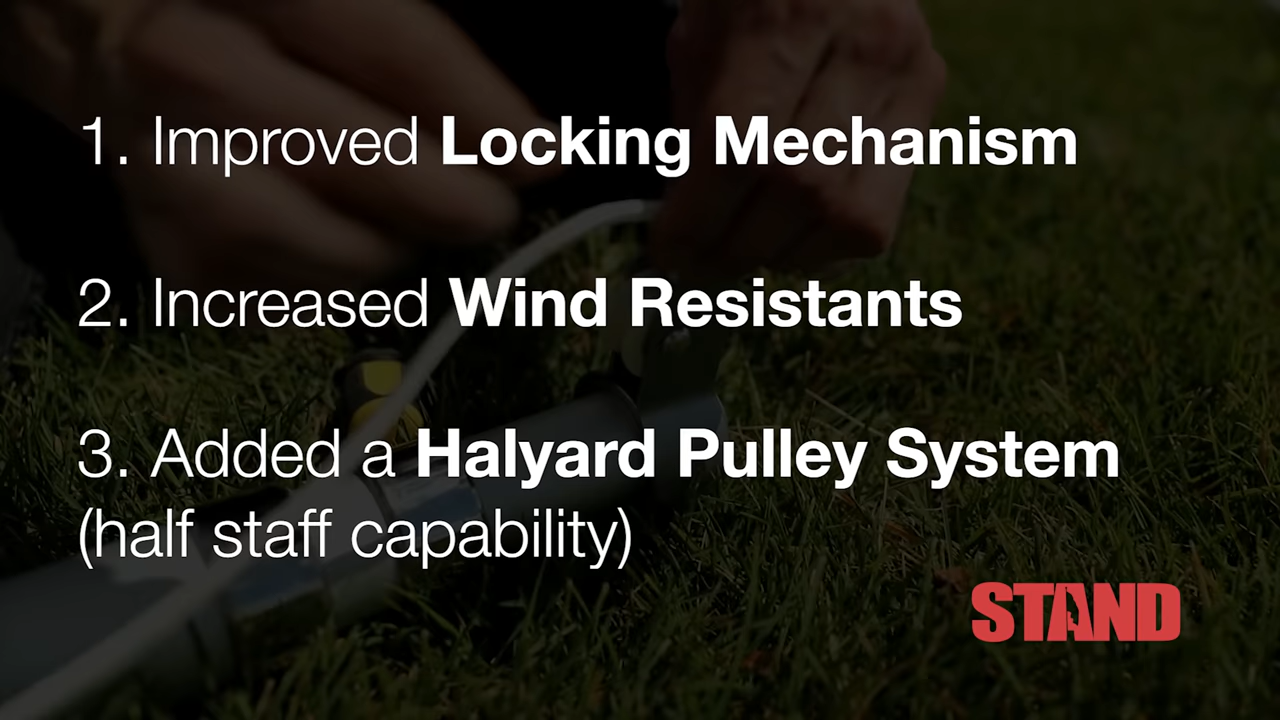 1. Improved Locking Mechanism
2. Increased Wind Resistants
3. Added a Halyard Pulley System
(half staff capability)
STAND